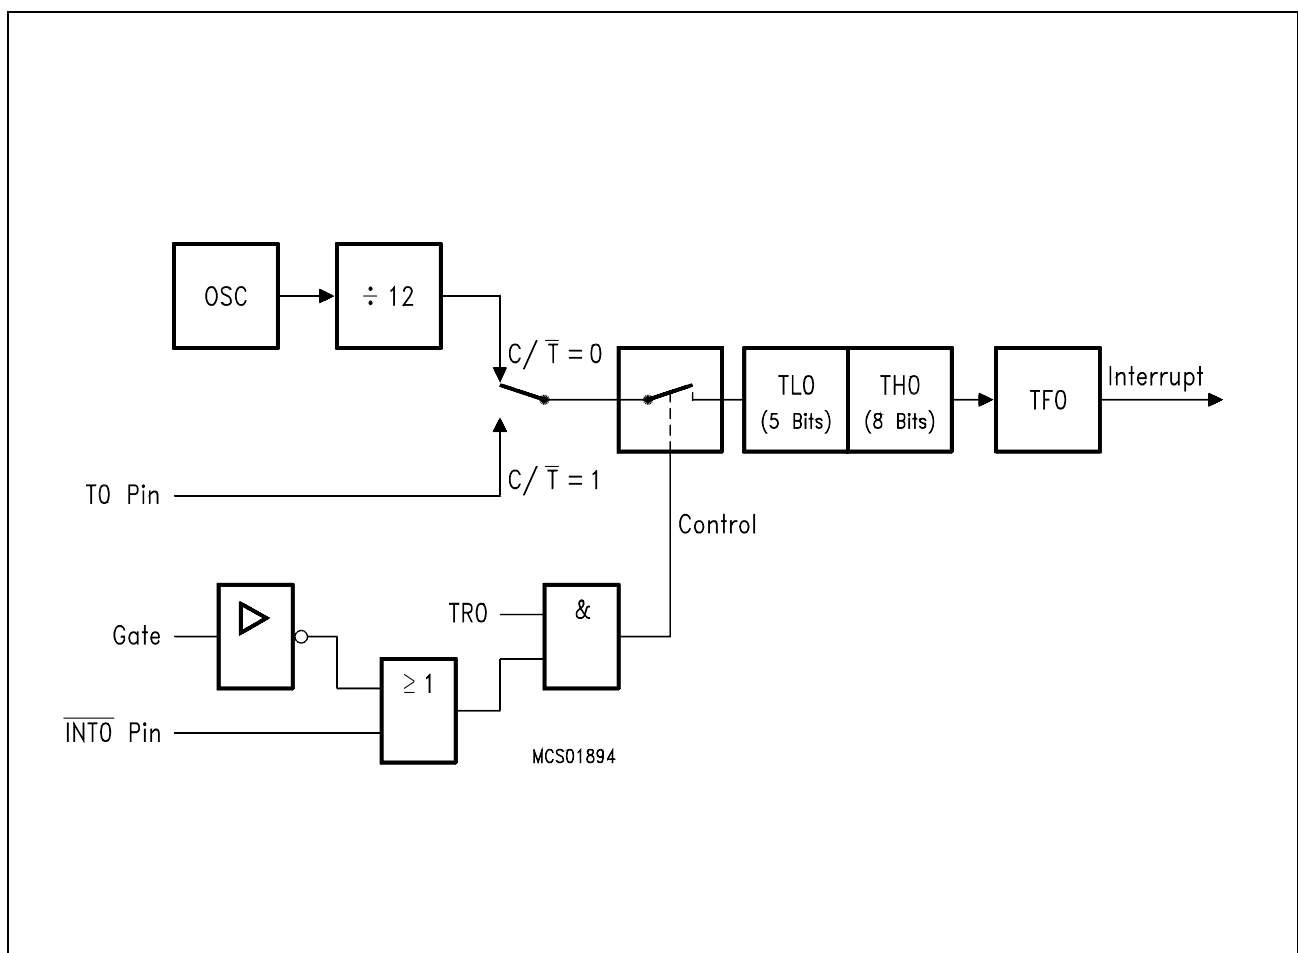 OSC
÷ 12
C/T̅ = 0
TL0
(5 Bits)
TH0
(8 Bits)
TF0
Interrupt
T0 Pin
C/T̅ = 1
Control
Gate
TR0
&
≥ 1
I̅N̅T̅0̅ Pin
MCS01894